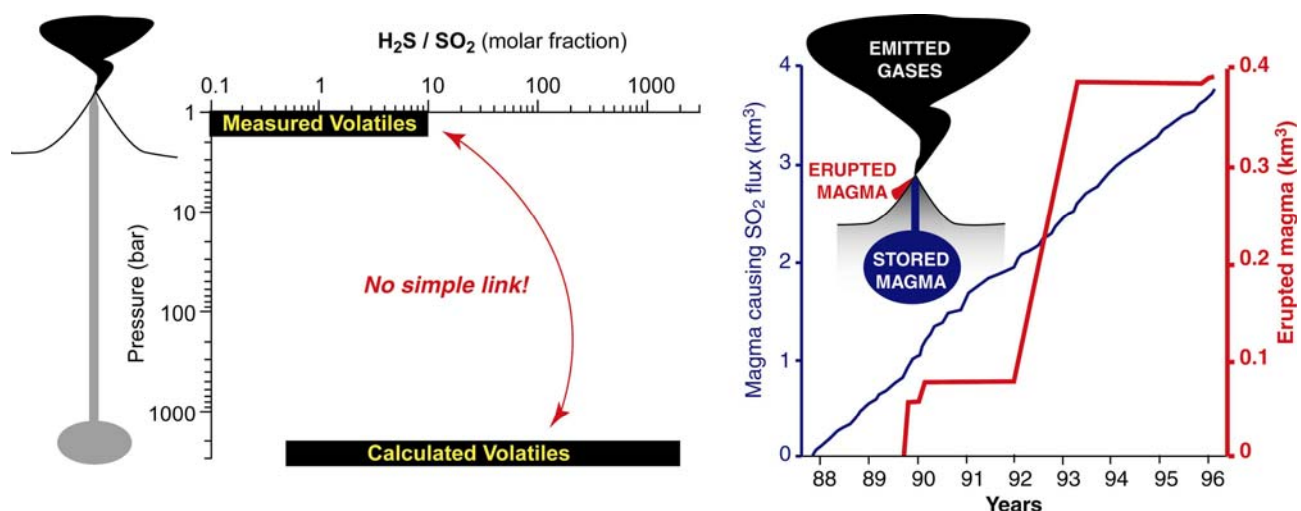 H₂S / SO₂ (molar fraction)
0.1 1 10 100 1000
1
10
100
1000
Pressure (bar)
Measured Volatiles
No simple link!
Calculated Volatiles
EMITTED
GASES
ERUPTED
MAGMA
STORED
MAGMA
Magma causing SO₂ flux (km³)
4
3
2
1
0
Erupted magma (km³)
0.4
0.3
0.2
0.1
0
88 89 90 91 92 93 94 95 96
Years